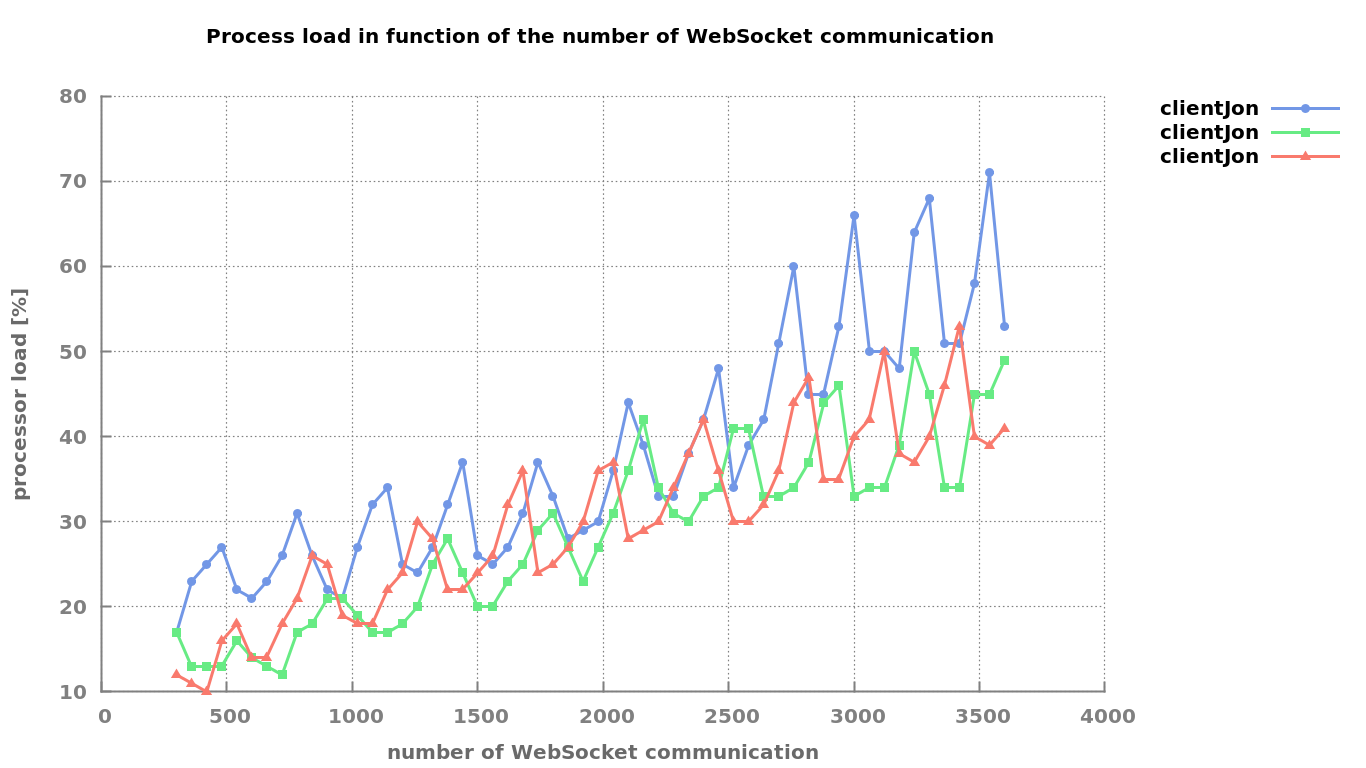 Process load in function of the number of WebSocket communication
clientJon
clientJon
clientJon
80
70
60
50
40
30
20
10
processor load [%]
0 500 1000 1500 2000 2500 3000 3500 4000
number of WebSocket communication